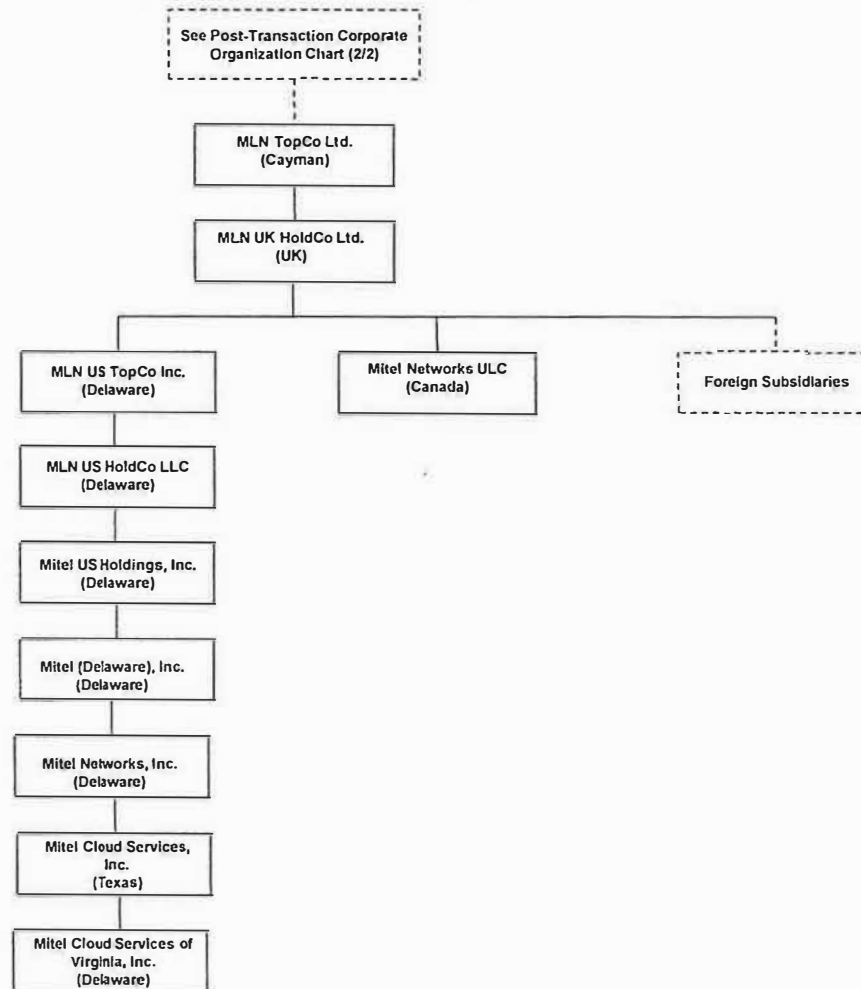 See Post-Transaction Corporate
Organization Chart (2/2)
MLN TopCo Ltd.
(Cayman)
MLN UK HoldCo Ltd.
(UK)
MLN US TopCo Inc.
(Delaware)
Mitel Networks ULC
(Canada)
Foreign Subsidiaries
MLN US HoldCo LLC
(Delaware)
Mitel US Holdings, Inc.
(Delaware)
Mitel (Delaware), Inc.
(Delaware)
Mitel Networks, Inc.
(Delaware)
Mitel Cloud Services,
Inc.
(Texas)
Mitel Cloud Services of
Virginia, Inc.
(Delaware)